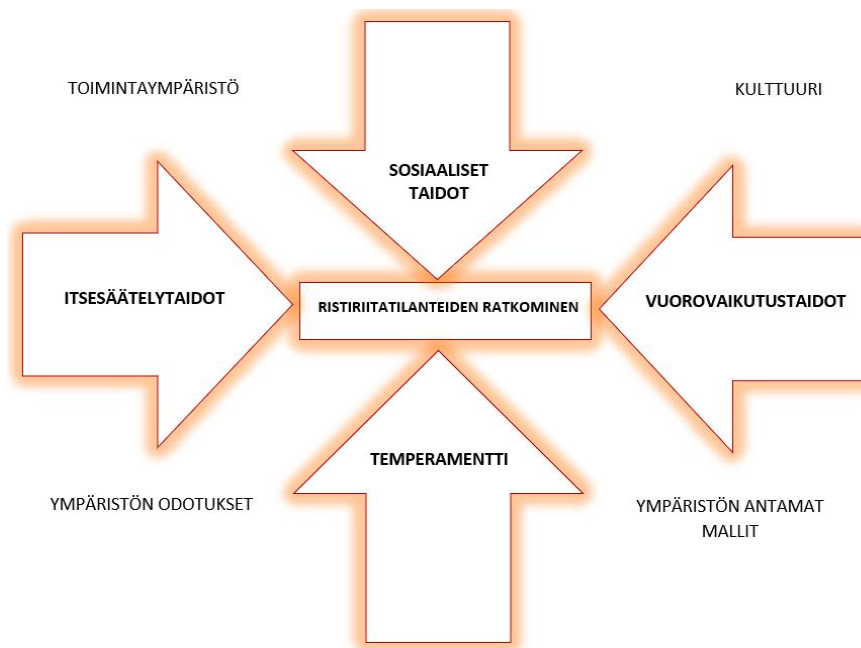 TOIMINTAYMPÄRISTÖ
KULTTUURI
SOSIAALISET
TAIDOT
ITSESÄÄTELYTAIDOT
RISTIRIITATILANTEIDEN RATKOMINEN
VUOROVAIKUTUSTAIDOT
TEMPERAMENTTI
YMPÄRISTÖN ODOTUKSET
YMPÄRISTÖN ANTAMAT
MALLIT